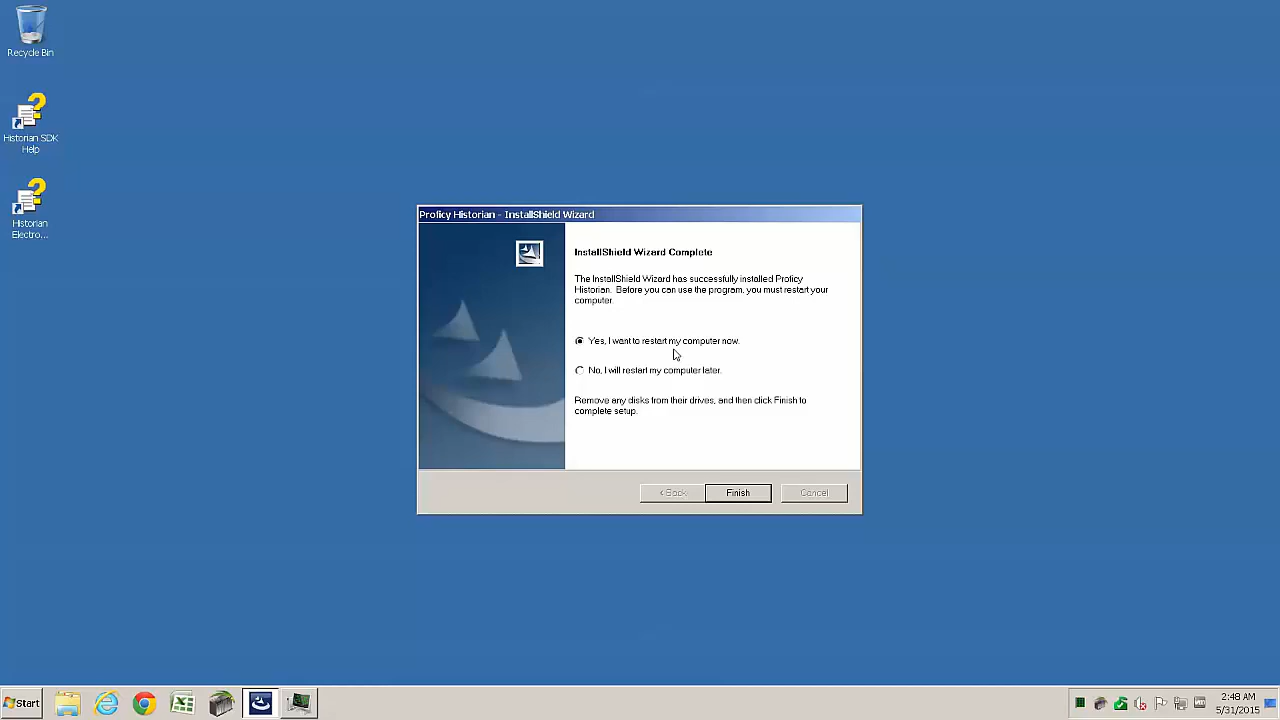 Recycle Bin
Historian SDK
Help
Historian
Electro...
Proficy Historian - InstallShield Wizard
InstallShield Wizard Complete
The InstallShield Wizard has successfully installed Proficy
Historian. Before you can use the program, you must restart your
computer.
Yes, I want to restart my computer now.
No, I will restart my computer later.
Remove any disks from their drives, and then click Finish to
complete setup.
< Back
Finish
Cancel
Start
2:48 AM
5/31/2015